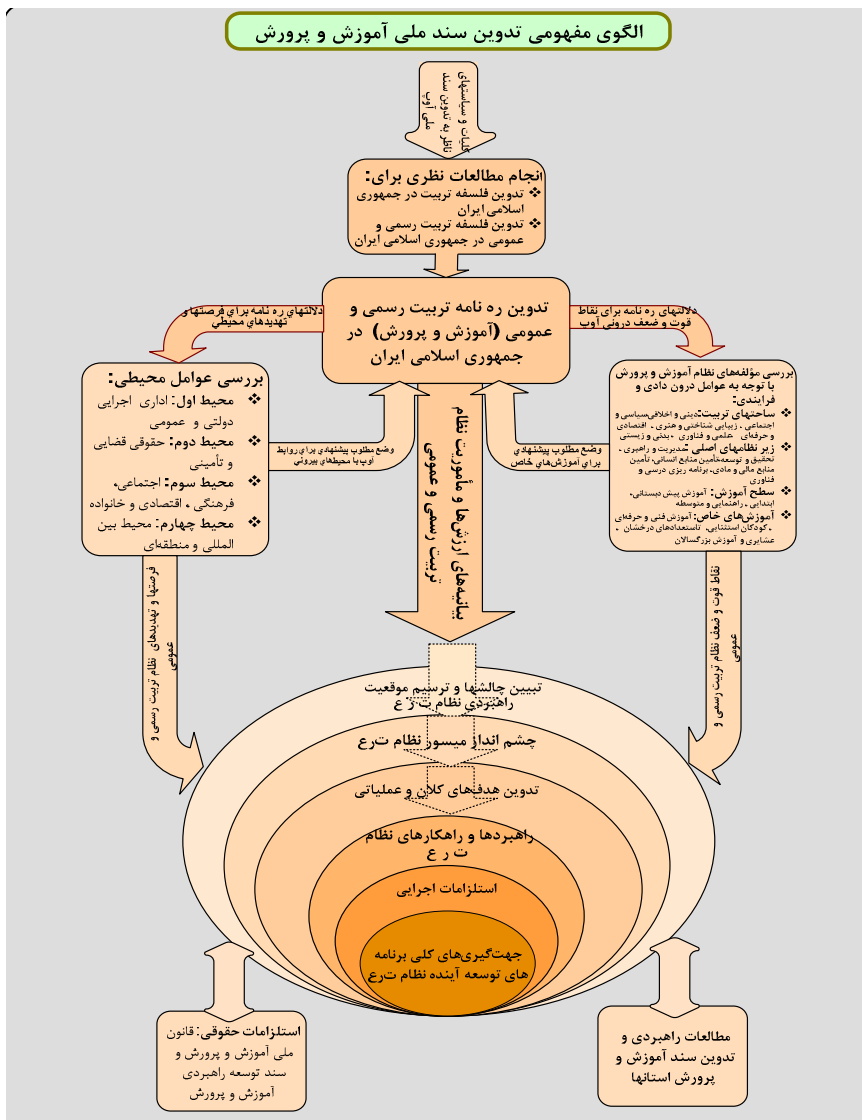 الگوی مفهومی تدوین سند ملی آموزش و پرورش
کلیات و سیاستهای
ناظر به تدوین سند
ملی آوپ
انجام مطالعات نظری برای:
❖ تدوین فلسفه تربیت در جمهوری
اسلامی ایران
❖ تدوین فلسفه تربیت رسمی و
عمومی در جمهوری اسلامی ایران
تدوین ره نامه تربیت رسمی و
عمومی (آموزش و پرورش) در
جمهوری اسلامی ایران
دلالتهای ره نامه برای نقاط
قوت و ضعف درونی آوپ
دلالتهای ره نامه برای فرصتها و
تهدیدهای محیطی
بررسی مؤلفه‌های نظام آموزش و پرورش
با توجه به عوامل درون دادی و
فرایندی:
❖ ساحتهای تربیت:دینی و اخلاقی،سیاسی و
اجتماعی ، زیبایی شناختی و هنری ، اقتصادی
و حرفه‌ای ، علمی و فناوری ، بدنی و زیستی
❖ زیر نظامهای اصلی :مدیریت و راهبری ،
تحقیق و توسعه،تأمین منابع انسانی، تأمین
منابع مالی و مادی، برنامه ریزی درسی و
فناوری
❖ سطح آموزش: آموزش پیش دبستانی،
ابتدایی ، راهنمایی و متوسطه
❖ آموزش‌های خاص:آموزش فنی و حرفه‌ای
، کودکان استثنایی، تاستعدادهای درخشان ،
عشایری و آموزش بزرگسالان
بررسی عوامل محیطی:
❖ محیط اول: اداری اجرایی
دولتی و عمومی
❖ محیط دوم: حقوقی قضایی
و تأمینی
❖ محیط سوم: اجتماعی،
فرهنگی ، اقتصادی و خانواده
❖ محیط چهارم: محیط بین
المللی و منطقه‌ای
وضع مطلوب پیشنهادی
برای آموزش‌های خاص
وضع مطلوب پیشنهادی برای روابط
اوپ با محیط‌های بیرونی
بیانیه‌های ارزش‌ها و مأموریت نظام
تربیت رسمی و عمومی
نقاط قوت و ضعف نظام تربیت رسمی و
عمومی
فرصتها و تهدیدهای نظام تربیت رسمی و
عمومی
تبیین چالشها و ترسیم موقعیت
راهبردی نظام ت ر ع
چشم انداز میسور نظام ت‌ر‌ع
تدوین هدف‌های کلان و عملیاتی
راهبردها و راهکارهای نظام
ت ر ع
استلزامات اجرایی
جهت‌گیری‌های کلی برنامه
های توسعه آینده نظام ت‌ر‌ع
مطالعات راهبردی و
تدوین سند آموزش و
پرورش استانها
استلزامات حقوقی: قانون
ملی آموزش و پرورش و
سند توسعه راهبردی
آموزش و پرورش